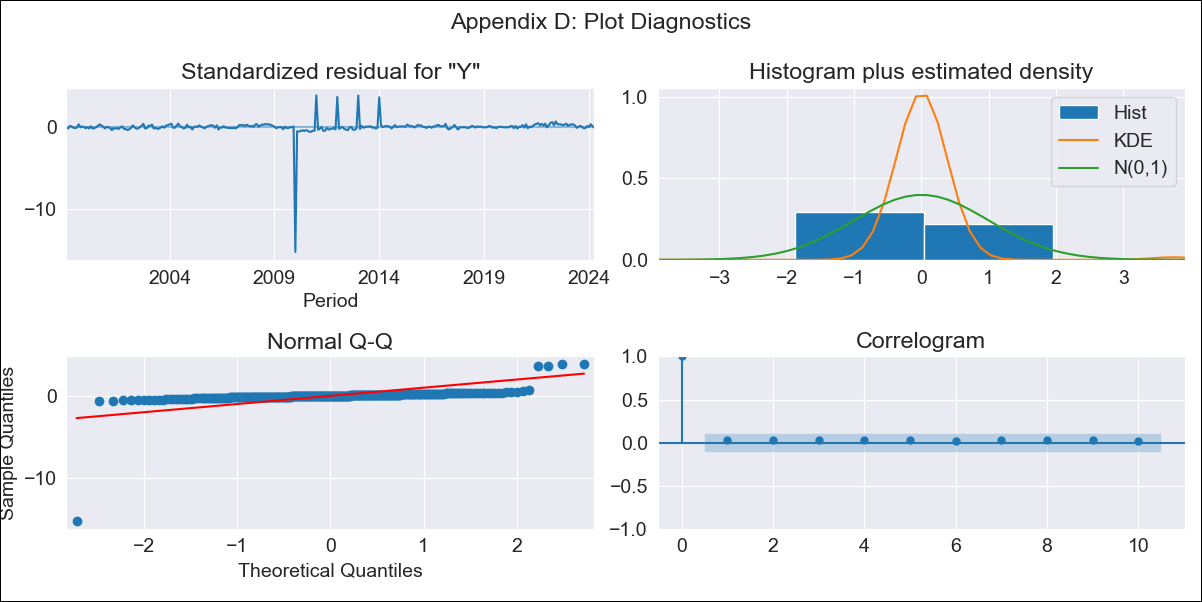 Appendix D: Plot Diagnostics
Standardized residual for "Y"
0
−10
2004 2009 2014 2019 2024
Period
Histogram plus estimated density
1.0
0.5
0.0
−3 −2 −1 0 1 2 3
Hist
KDE
N(0,1)
Normal Q-Q
Sample Quantiles
0
−10
−2 −1 0 1 2
Theoretical Quantiles
Correlogram
1.0
0.5
0.0
−0.5
−1.0
0 2 4 6 8 10